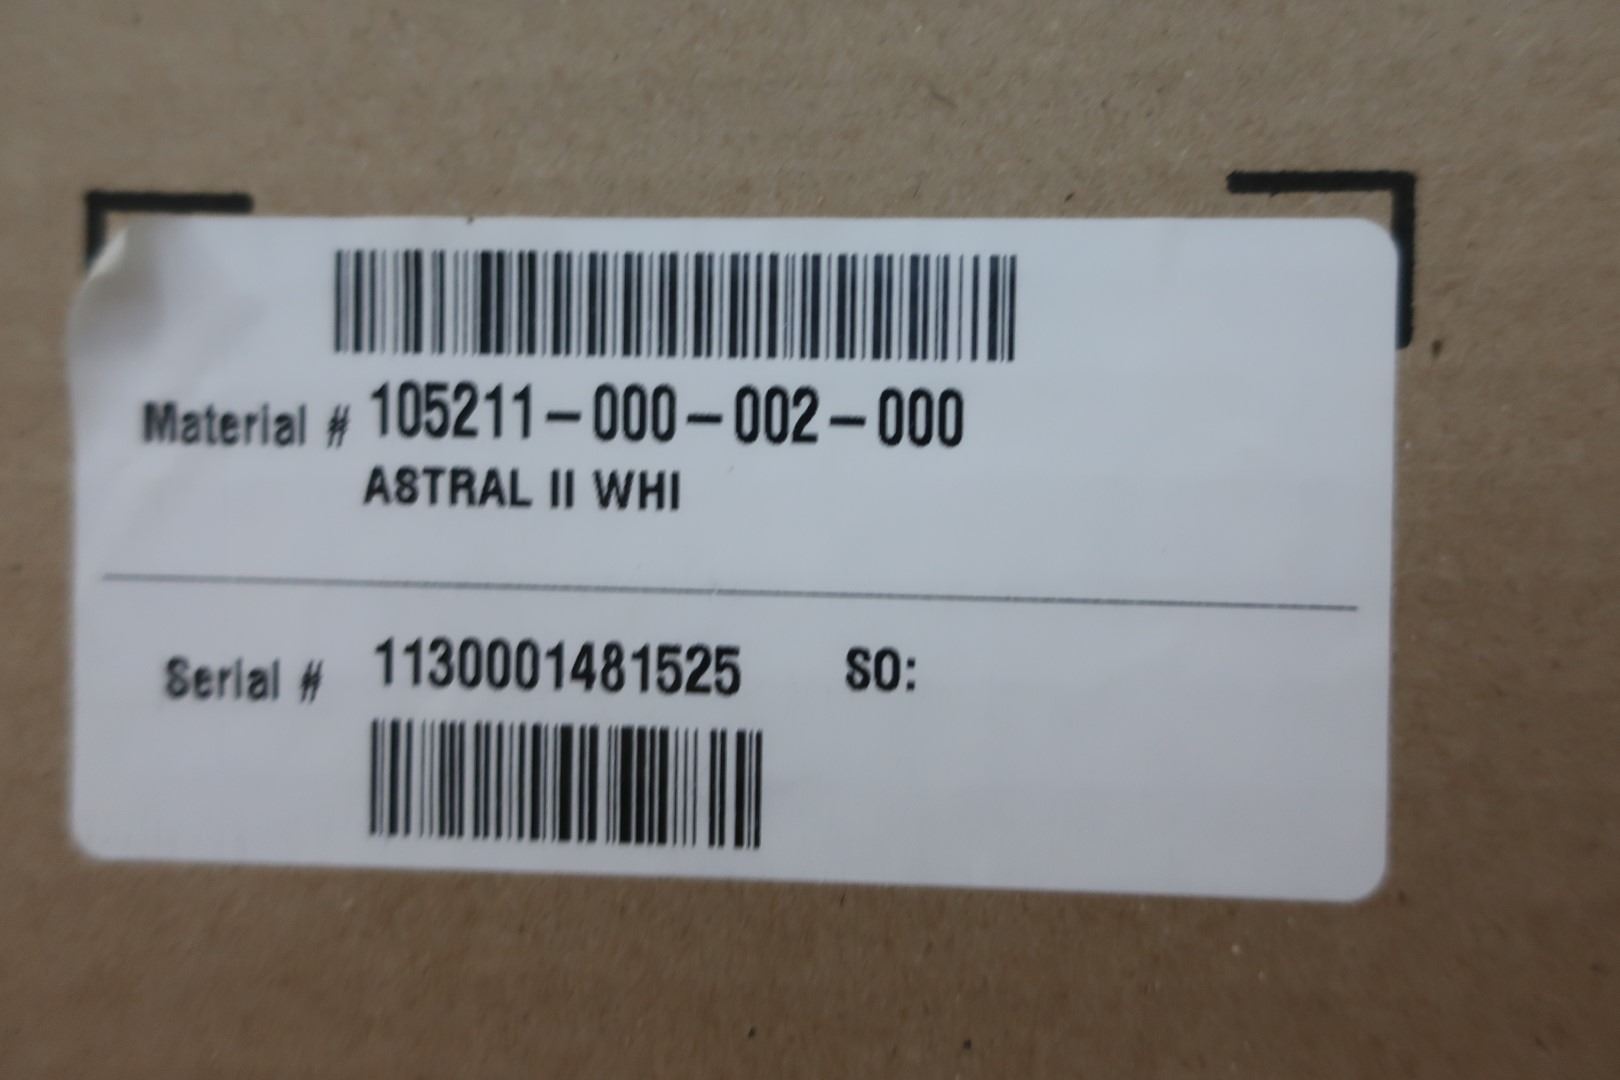 Material # 105211-000-002-000
ASTRAL II WHI
Serial # 1130001481525 SO: